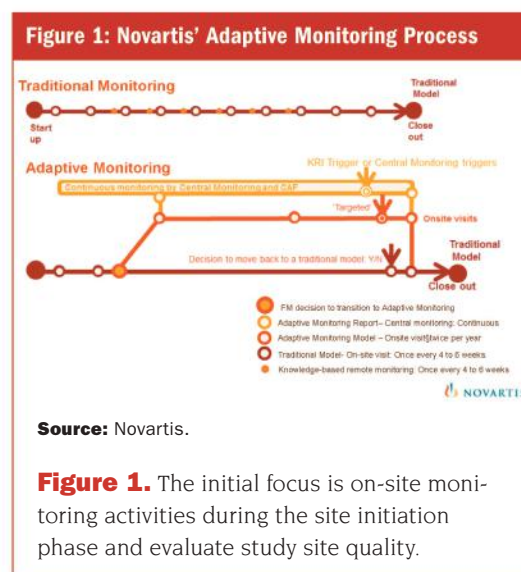 Figure 1: Novartis' Adaptive Monitoring Process
Traditional Monitoring
Traditional
Model
Start
up
Close
out
Adaptive Monitoring
KRI Trigger or Central Monitoring triggers
Continuous monitoring by Central Monitoring and CAF
'Targeted'
Onsite visits
Decision to move back to a traditional model: Y/N
Traditional
Model
Close out
FM decision to transition to Adaptive Monitoring
Adaptive Monitoring Report– Central monitoring: Continuous
Adaptive Monitoring Model – Onsite visit twice per year
Traditional Model- On-site visit: Once every 4 to 6 weeks
Knowledge-based remote monitoring: Once every 4 to 6 weeks
NOVARTIS
Source: Novartis.
Figure 1. The initial focus is on-site moni-
toring activities during the site initiation
phase and evaluate study site quality.